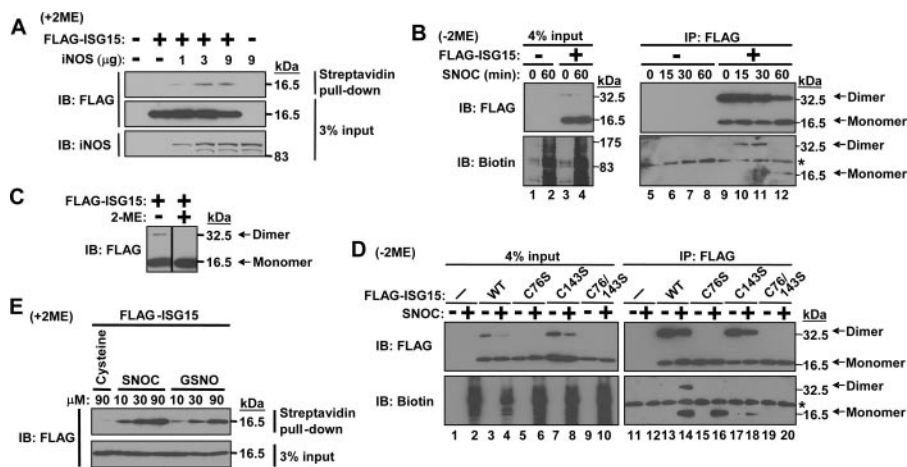 A
(+2ME)
FLAG-ISG15: - + + + + -
iNOS (μg): - - 1 3 9 9
kDa
IB: FLAG
16.5
Streptavidin
pull-down
16.5
3% input
IB: iNOS
83
B
(-2ME)
4% input
IP: FLAG
FLAG-ISG15: - + - +
SNOC (min): 0 60 0 60 0 15 30 60 0 15 30 60
kDa
kDa
IB: FLAG
32.5
16.5
32.5 ←Dimer
16.5 ←Monomer
IB: Biotin
175
83
32.5 ←Dimer
*
16.5 ←Monomer
1 2 3 4 5 6 7 8 9 10 11 12
C
FLAG-ISG15: + +
2-ME: - +
kDa
IB: FLAG
32.5 ←Dimer
16.5 ←Monomer
D
(-2ME)
4% input
IP: FLAG
FLAG-ISG15: — WT C76S C143S C76/143S — WT C76S C143S C76/143S
SNOC: - + - + - + - + - + - + - + - + - + - +
kDa
IB: FLAG
32.5 ←Dimer
16.5 ←Monomer
IB: Biotin
32.5 ←Dimer
*
16.5 ←Monomer
1 2 3 4 5 6 7 8 9 10 11 12 13 14 15 16 17 18 19 20
E
(+2ME)
FLAG-ISG15
Cysteine
SNOC GSNO
μM: 90 10 30 90 10 30 90
kDa
IB: FLAG
16.5
Streptavidin
pull-down
16.5
3% input